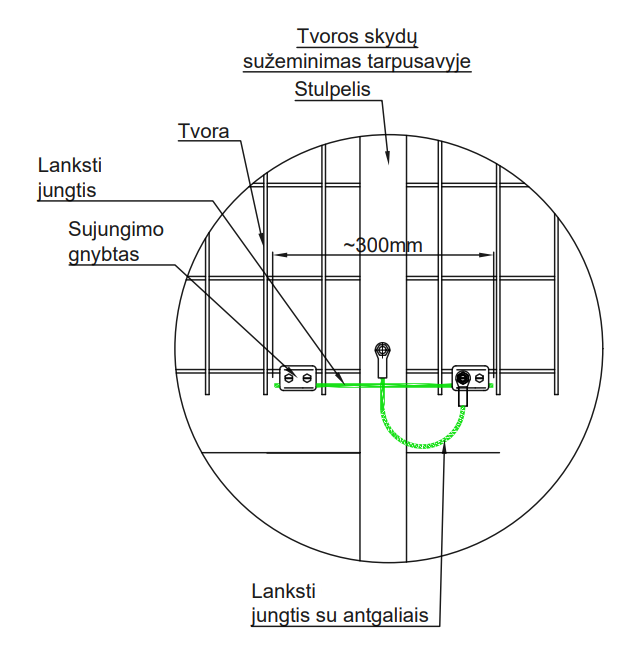 Tvoros skydų
sužeminimas tarpusavyje
Stulpelis
Tvora
Lanksti
jungtis
Sujungimo
gnybtas
~300mm
Lanksti
jungtis su antgaliais